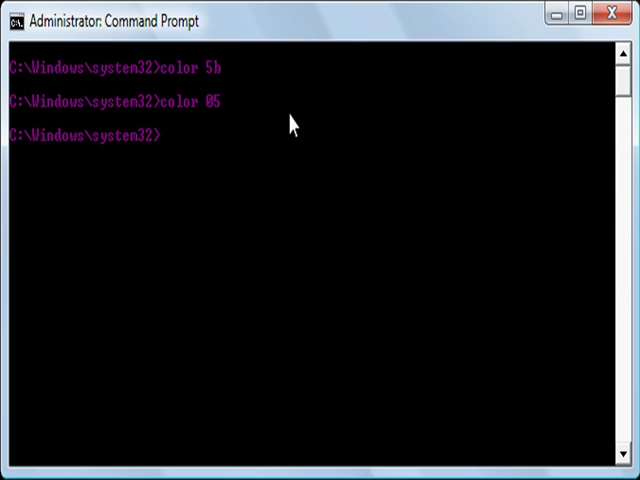 Administrator: Command Prompt
C:\Windows\system32>color 5b
C:\Windows\system32>color 05
C:\Windows\system32>